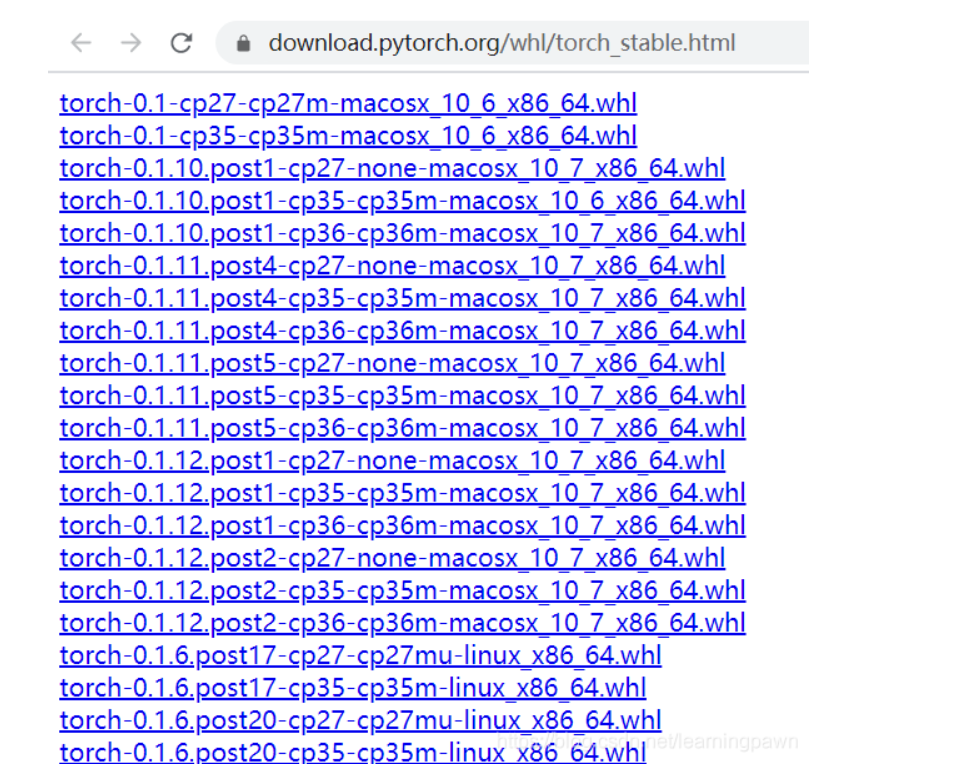 download.pytorch.org/whl/torch_stable.html
torch-0.1-cp27-cp27m-macosx_10_6_x86_64.whl
torch-0.1-cp35-cp35m-macosx_10_6_x86_64.whl
torch-0.1.10.post1-cp27-none-macosx_10_7_x86_64.whl
torch-0.1.10.post1-cp35-cp35m-macosx_10_6_x86_64.whl
torch-0.1.10.post1-cp36-cp36m-macosx_10_7_x86_64.whl
torch-0.1.11.post4-cp27-none-macosx_10_7_x86_64.whl
torch-0.1.11.post4-cp35-cp35m-macosx_10_7_x86_64.whl
torch-0.1.11.post4-cp36-cp36m-macosx_10_7_x86_64.whl
torch-0.1.11.post5-cp27-none-macosx_10_7_x86_64.whl
torch-0.1.11.post5-cp35-cp35m-macosx_10_7_x86_64.whl
torch-0.1.11.post5-cp36-cp36m-macosx_10_7_x86_64.whl
torch-0.1.12.post1-cp27-none-macosx_10_7_x86_64.whl
torch-0.1.12.post1-cp35-cp35m-macosx_10_7_x86_64.whl
torch-0.1.12.post1-cp36-cp36m-macosx_10_7_x86_64.whl
torch-0.1.12.post2-cp27-none-macosx_10_7_x86_64.whl
torch-0.1.12.post2-cp35-cp35m-macosx_10_7_x86_64.whl
torch-0.1.12.post2-cp36-cp36m-macosx_10_7_x86_64.whl
torch-0.1.6.post17-cp27-cp27mu-linux_x86_64.whl
torch-0.1.6.post17-cp35-cp35m-linux_x86_64.whl
torch-0.1.6.post20-cp27-cp27mu-linux_x86_64.whl
torch-0.1.6.post20-cp35-cp35m-linux_x86_64.whl
https://blog.csdn.net/learningpawn